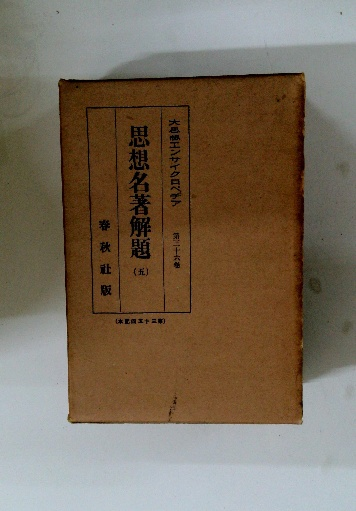 大思想エンサイクロペヂア
第二十六巻
思想名著解題
(五)
春秋社版